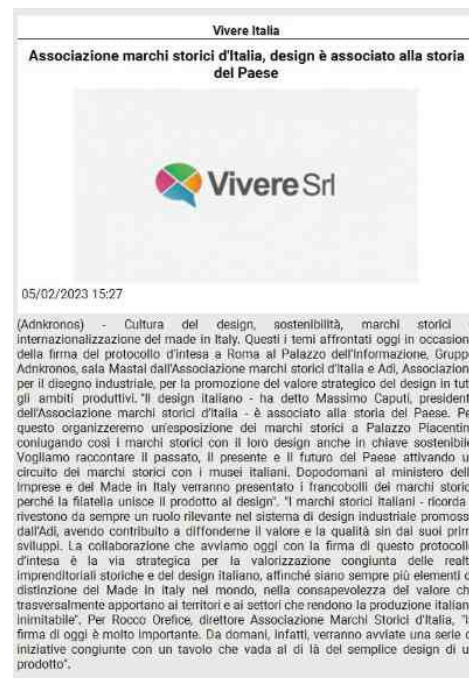 Vivere Italia
Associazione marchi storici d'Italia, design è associato alla storia
del Paese
Vivere Srl
05/02/2023 15:27
(Adnkronos) - Cultura del design, sostenibilità, marchi storici
internazionalizzazione del made in Italy. Questi i temi affrontati oggi in occasion
della firma del protocollo d'intesa a Roma al Palazzo dell'Informazione, Grupp
Adnkronos, sala Mastai dall'Associazione marchi storici d'Italia e Adi, Association
per il disegno industriale, per la promozione del valore strategico del design in tut
gli ambiti produttivi. "Il design italiano - ha detto Massimo Caputi, president
dell'Associazione marchi storici d'Italia - è associato alla storia del Paese. Pe
questo organizzeremo un'esposizione dei marchi storici a Palazzo Piacentin
coniugando così i marchi storici con il loro design anche in chiave sostenibile
Vogliamo raccontare il passato, il presente e il futuro del Paese attivando u
circuito dei marchi storici con i musei italiani. Dopodomani al ministero dell
Imprese e del Made in Italy verranno presentato i francobolli dei marchi storic
perché la filatelia unisce il prodotto al design". "I marchi storici italiani - ricorda
rivestono da sempre un ruolo rilevante nel sistema di design industriale promoss
dall'Adi, avendo contribuito a diffonderne il valore e la qualità sin dai suoi prim
sviluppi. La collaborazione che avviamo oggi con la firma di questo protocoll
d'intesa è la via strategica per la valorizzazione congiunta delle realt
imprenditoriali storiche e del design italiano, affinché siano sempre più elementi d
distinzione del Made in Italy nel mondo, nella consapevolezza del valore ch
trasversalmente apportano ai territori e ai settori che rendono la produzione italian
inimitabile". Per Rocco Orefice, direttore Associazione Marchi Storici d'Italia, "l
firma di oggi è molto importante. Da domani, infatti, verranno avviate una serie d
iniziative congiunte con un tavolo che vada al di là del semplice design di u
prodotto".